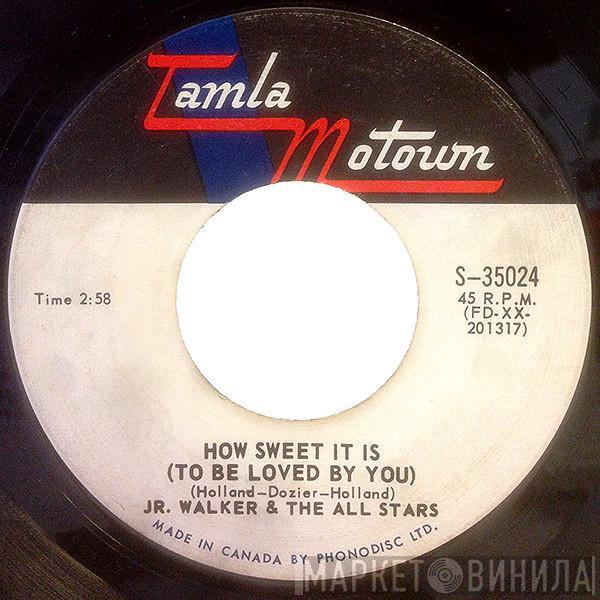 Tamla
Motown
S-35024
Time 2:58
45 R.P.M.
(FD-XX-
201317)
HOW SWEET IT IS
(TO BE LOVED BY YOU)
(Holland-Dozier-Holland)
JR. WALKER & THE ALL STARS
MADE IN CANADA BY PHONODISC LTD.
МАРКЕТ ВИНИЛА